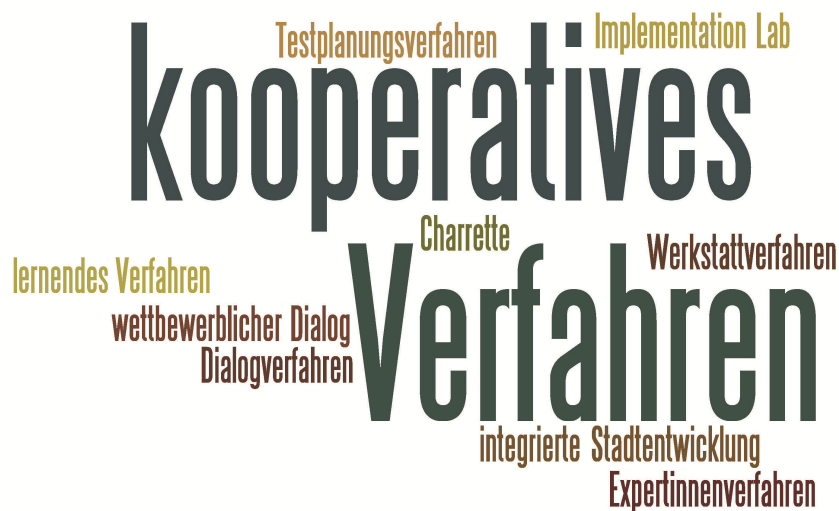 Testplanungsverfahren
Implementation Lab
kooperatives
Charrette
Werkstattverfahren
lernendes Verfahren
Verfahren
wettbewerblicher Dialog
Dialogverfahren
integrierte Stadtentwicklung
Expertinnenverfahren